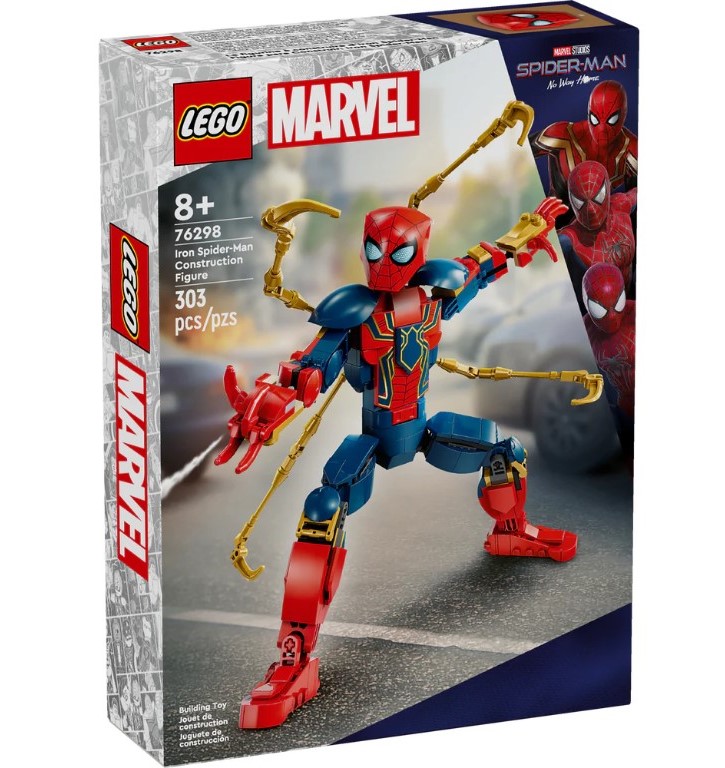 LEGO
76298
LEGO
MARVEL
LEGO
MARVEL
8+
76298
Iron Spider-Man
Construction
Figure
303
pcs/pzs
MARVEL STUDIOS
SPIDER-MAN
No Way Home
Building Toy
Jouet de
construction
Juguete de
construcción